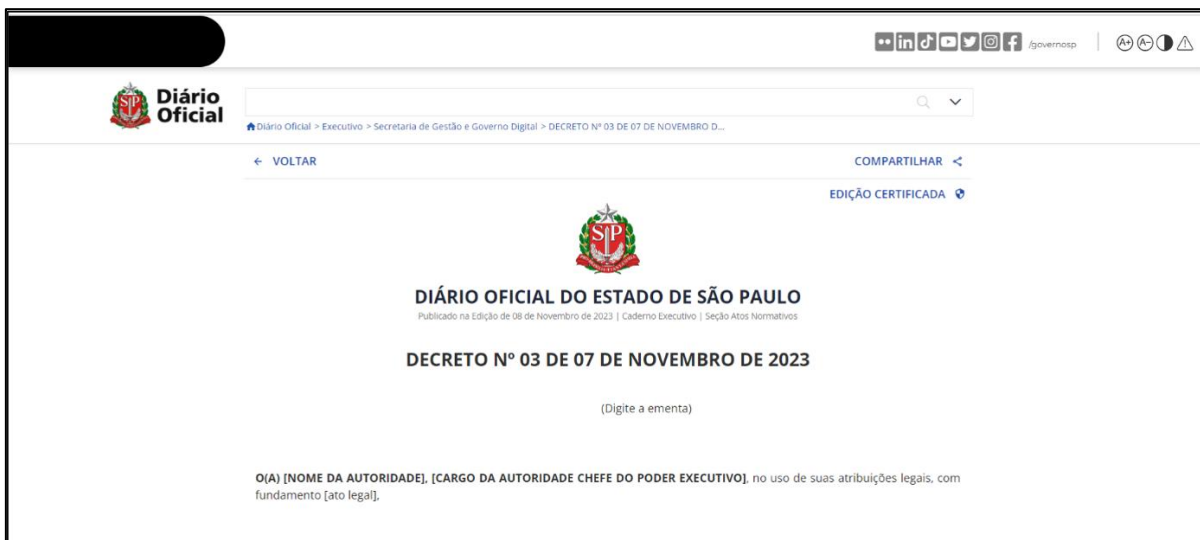 /governosp
A+ A-
SP
Diário
Oficial
Diário Oficial > Executivo > Secretaria de Gestão e Governo Digital > DECRETO Nº 03 DE 07 DE NOVEMBRO D...
← VOLTAR
COMPARTILHAR
EDIÇÃO CERTIFICADA
SP
DIÁRIO OFICIAL DO ESTADO DE SÃO PAULO
Publicado na Edição de 08 de Novembro de 2023 | Caderno Executivo | Seção Atos Normativos
DECRETO Nº 03 DE 07 DE NOVEMBRO DE 2023
(Digite a ementa)
O(A) [NOME DA AUTORIDADE], [CARGO DA AUTORIDADE CHEFE DO PODER EXECUTIVO], no uso de suas atribuições legais, com
fundamento [ato legal],